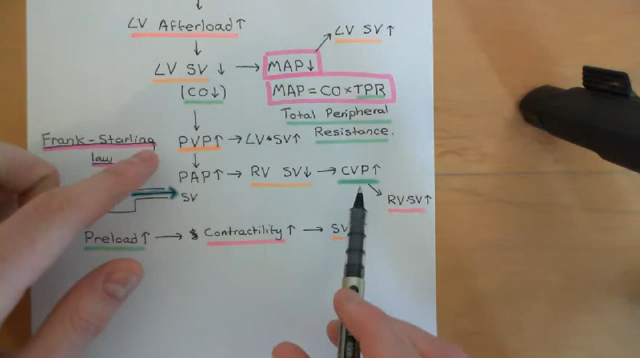 LV Afterload ↑
LV SV ↑
LV SV ↓ → MAP ↓
(CO↓)
MAP = CO × TPR
Total Peripheral
Resistance.
Frank-Starling
law
PVP↑ → LV SV↑
PAP↑ → RV SV↓ → CVP↑
SV
RV SV ↑
Preload ↑ → Contractility ↑ → SV